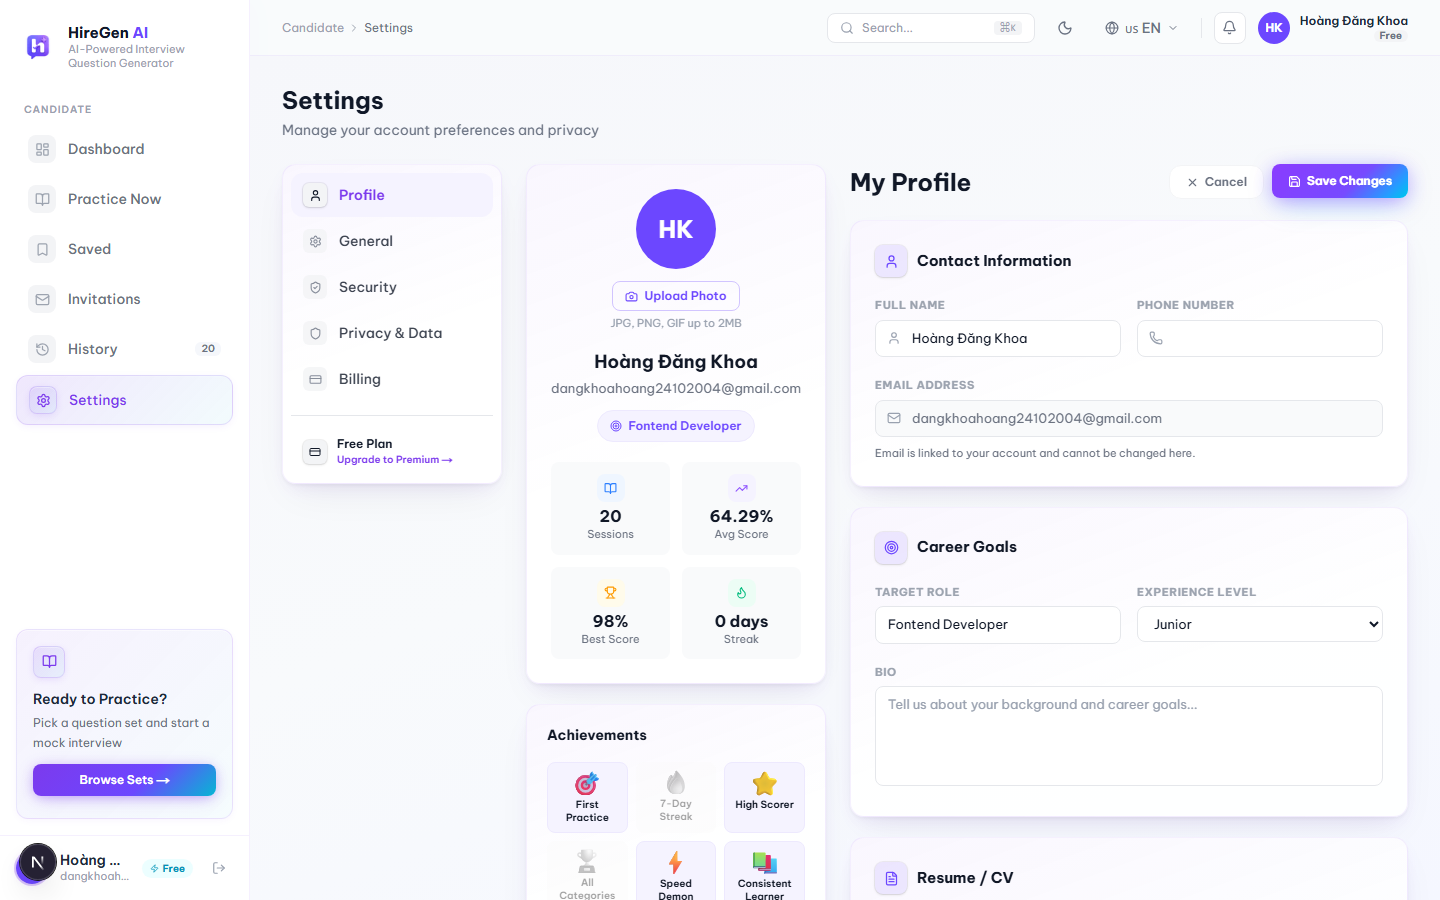 HireGen AI
AI-Powered Interview
Question Generator
CANDIDATE
Dashboard
Practice Now
Saved
Invitations
History
20
Settings
Ready to Practice?
Pick a question set and start a
mock interview
Browse Sets →
N
Hoàng ...
dangkhoah...
Free
Candidate > Settings
Search...
⌘K
US EN
HK
Hoàng Đăng Khoa
Free
Settings
Manage your account preferences and privacy
Profile
General
Security
Privacy & Data
Billing
Free Plan
Upgrade to Premium →
HK
Upload Photo
JPG, PNG, GIF up to 2MB
Hoàng Đăng Khoa
dangkhoahoang24102004@gmail.com
Fontend Developer
20
Sessions
64.29%
Avg Score
98%
Best Score
0 days
Streak
Achievements
First
Practice
7-Day
Streak
High Scorer
All
Categories
Speed
Demon
Consistent
Learner
My Profile
Cancel
Save Changes
Contact Information
FULL NAME
Hoàng Đăng Khoa
PHONE NUMBER
EMAIL ADDRESS
dangkhoahoang24102004@gmail.com
Email is linked to your account and cannot be changed here.
Career Goals
TARGET ROLE
Fontend Developer
EXPERIENCE LEVEL
Junior
BIO
Tell us about your background and career goals...
Resume / CV